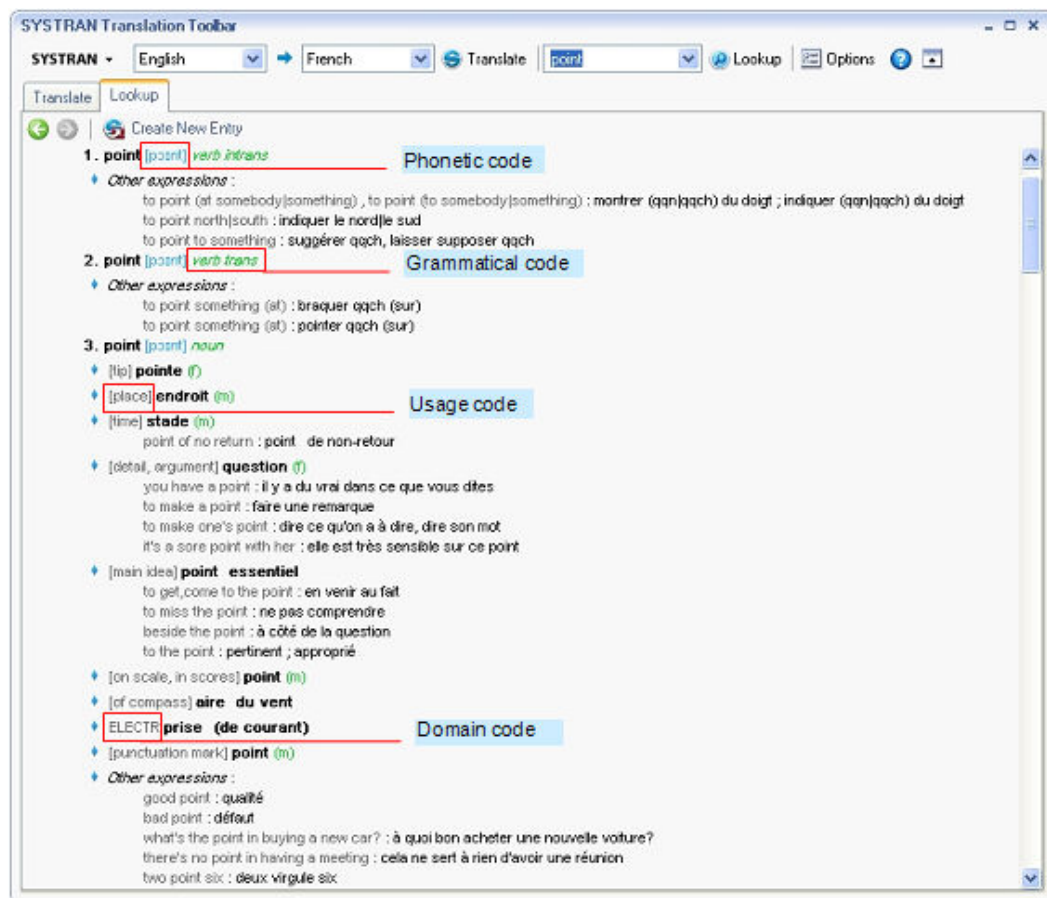 SYSTRAN Translation Toolbar
SYSTRAN English French Translate point Lookup Options
Translate Lookup
Create New Entry
1. point [pɔɪnt] verb intrans Phonetic code
Other expressions :
to point (at somebody|something) , to point (to somebody|something) : montrer (qqn|qqch) du doigt ; indiquer (qqn|qqch) du doigt
to point north|south : indiquer le nord|le sud
to point to something : suggérer qqch, laisser supposer qqch
2. point [pɔɪnt] verb trans Grammatical code
Other expressions :
to point something (at) : braquer qqch (sur)
to point something (at) : pointer qqch (sur)
3. point [pɔɪnt] noun
[tip] pointe (f)
[place] endroit (m) Usage code
[time] stade (m)
point of no return : point de non-retour
[detail, argument] question (f)
you have a point : il y a du vrai dans ce que vous dites
to make a point : faire une remarque
to make one's point : dire ce qu'on a à dire, dire son mot
it's a sore point with her : elle est très sensible sur ce point
[main idea] point essentiel
to get,come to the point : en venir au fait
to miss the point : ne pas comprendre
beside the point : à côté de la question
to the point : pertinent ; approprié
[on scale, in scores] point (m)
[of compass] aire du vent
ELECTR prise (de courant) Domain code
[punctuation mark] point (m)
Other expressions :
good point : qualité
bad point : défaut
what's the point in buying a new car? : à quoi bon acheter une nouvelle voiture?
there's no point in having a meeting : cela ne sert à rien d'avoir une réunion
two point six : deux virgule six